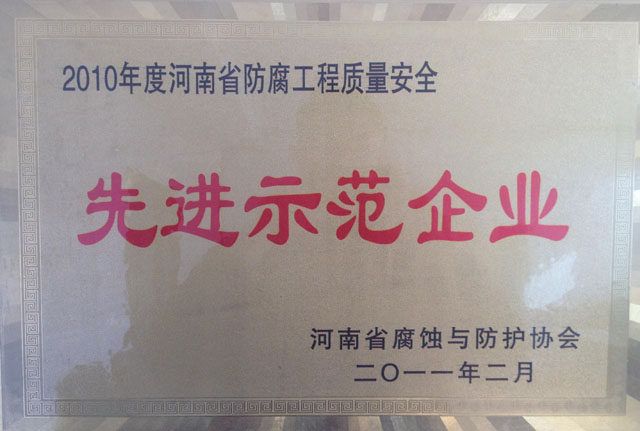 2010年度河南省防腐工程质量安全
先进示范企业
河南省腐蚀与防护协会
二〇一一年二月